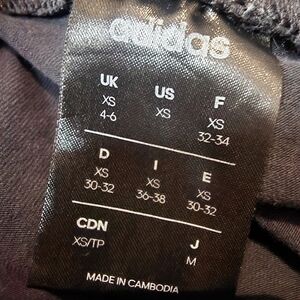 adidas
UK US F
XS XS XS
4-6 32-34
D I E
XS XS XS
30-32 36-38 30-32
CDN J
XS/TP M
MADE IN CAMBODIA